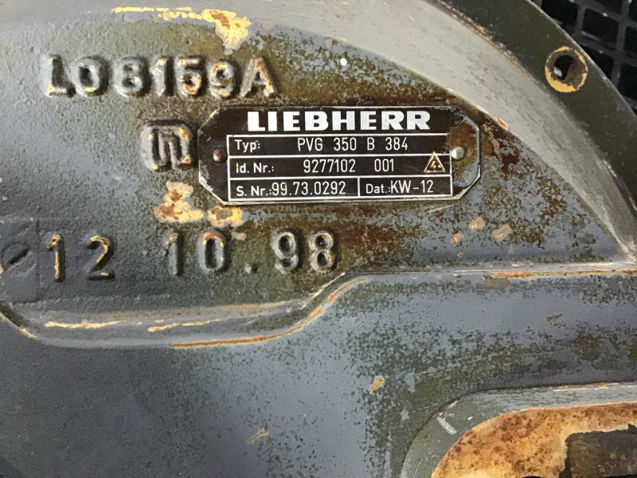 LO8159A
LIEBHERR
Typ: PVG 350 B 384
Id. Nr.: 9277102 001
S. Nr.:99.73.0292 Dat.:KW-12
12 10.98